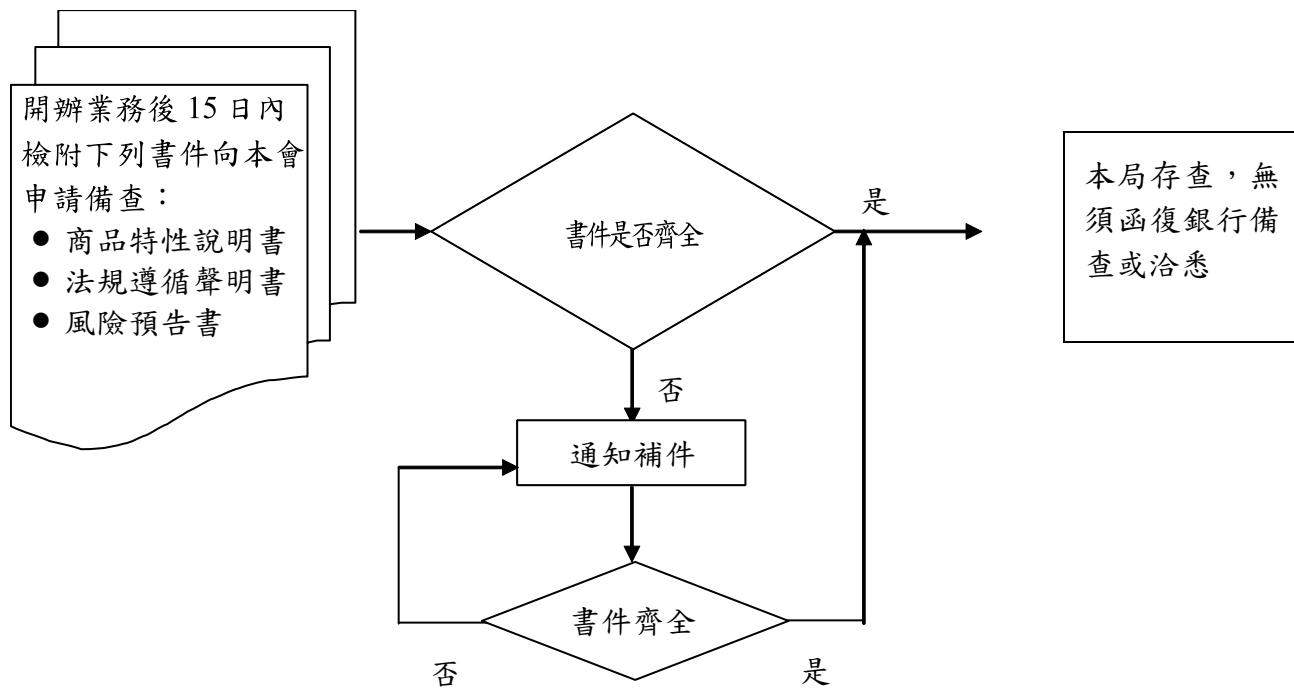 開辦業務後 15 日內
檢附下列書件向本會
申請備查：
● 商品特性說明書
● 法規遵循聲明書
● 風險預告書
書件是否齊全
是
本局存查，無
須函復銀行備
查或洽悉
否
通知補件
書件齊全
否
是